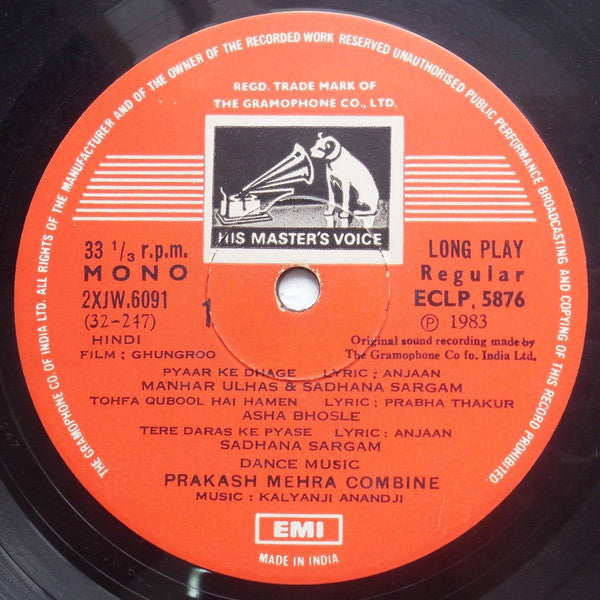 THE GRAMOPHONE CO. OF INDIA LTD. ALL RIGHTS OF THE MANUFACTURER AND OF THE OWNER OF THE RECORDED WORK RESERVED UNAUTHORISED PUBLIC PERFORMANCE BROADCASTING AND COPYING OF THIS RECORD PROHIBITED.
REGD. TRADE MARK OF
THE GRAMOPHONE CO., LTD.
HIS MASTER'S VOICE
33 1/3 r.p.m.
MONO
2XJW.6091
(32-247)
1
HINDI
FILM ; GHUNGROO
LONG PLAY
Regular
ECLP. 5876
Ⓟ 1983
Original sound recording made by
The Gramophone Co fo. India Ltd.
PYAAR KE DHAGE LYRIC ; ANJAAN
MANHAR ULHAS & SADHANA SARGAM
TOHFA QUBOOL HAI HAMEN LYRIC ; PRABHA THAKUR
ASHA BHOSLE
TERE DARAS KE PYASE LYRIC : ANJAAN
SADHANA SARGAM
DANCE MUSIC
PRAKASH MEHRA COMBINE
MUSIC : KALYANJI ANANDJI
EMI
MADE IN INDIA